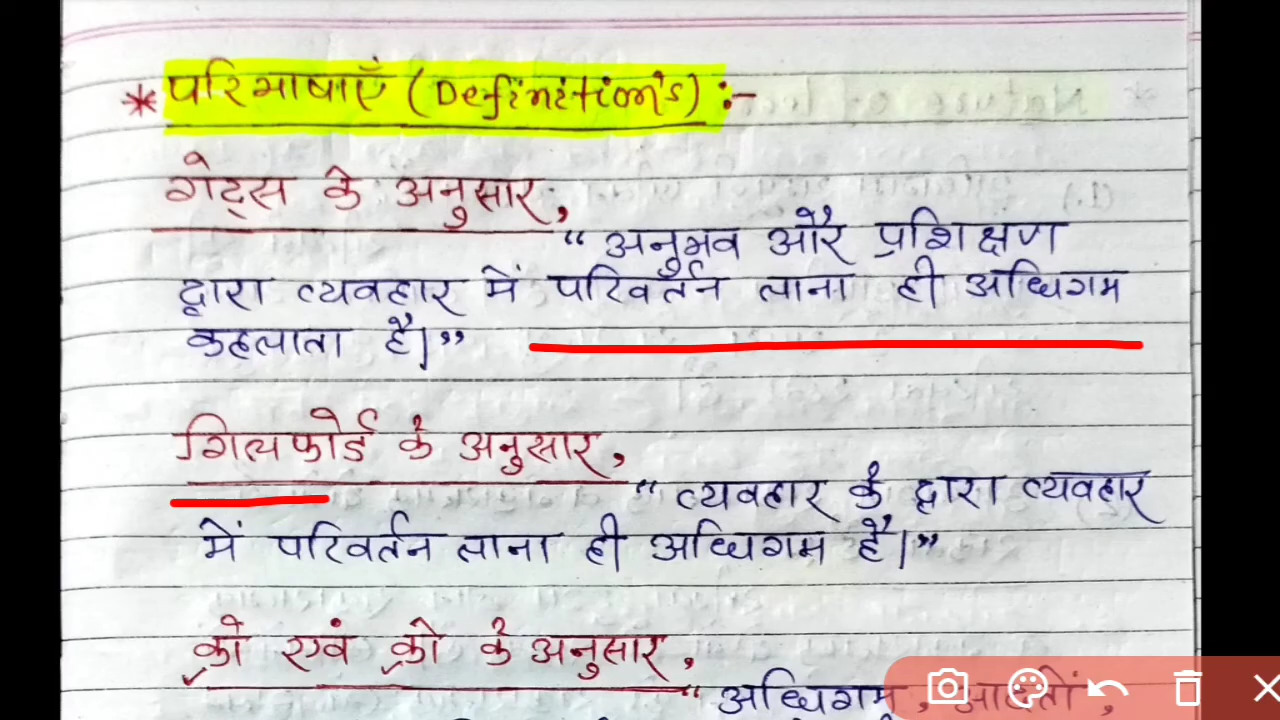 * परिभाषाएँ (Definition's) :-
गेट्स के अनुसार,
“ अनुभव और प्रशिक्षण
द्वारा व्यवहार में परिवर्तन लाना ही अधिगम
कहलाता है।”
गिलफोर्ड के अनुसार,
“ व्यवहार के द्वारा व्यवहार
में परिवर्तन लाना ही अधिगम है।”
क्रो एवं क्रो के अनुसार,
“ अधिगम, आदतों,